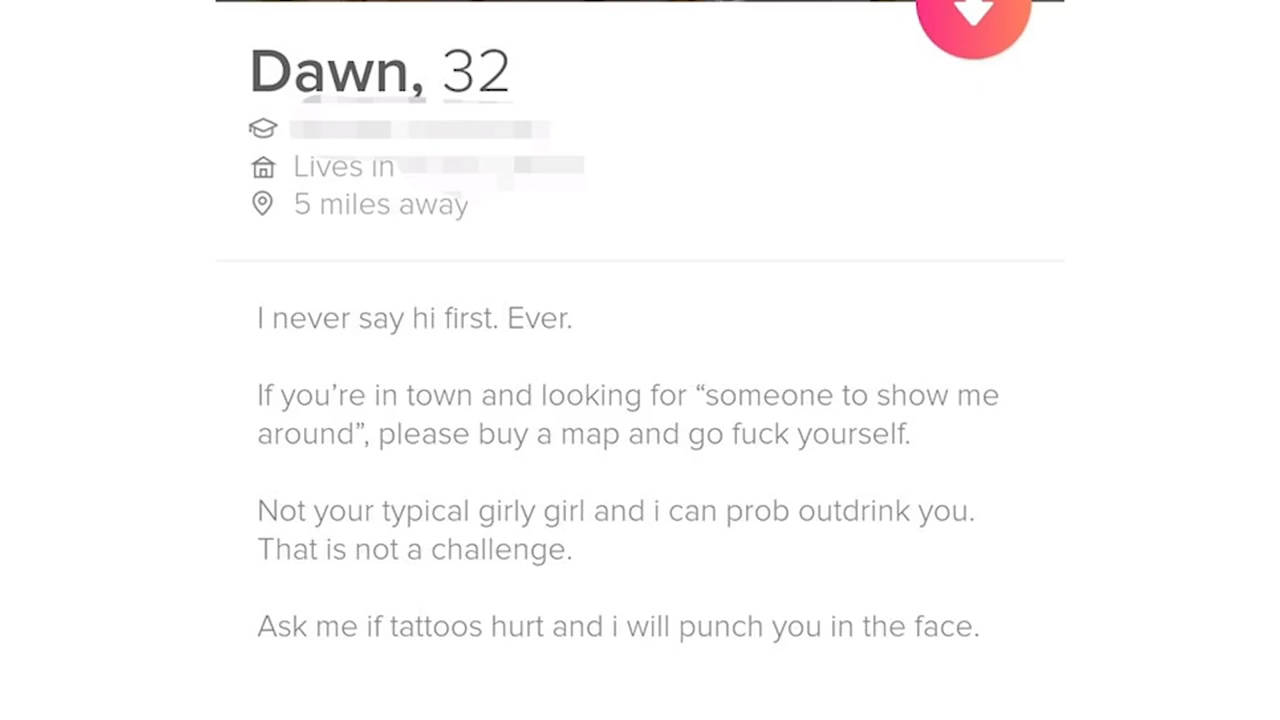 Dawn, 32
Lives in
5 miles away
I never say hi first. Ever.
If you’re in town and looking for “someone to show me
around”, please buy a map and go fuck yourself.
Not your typical girly girl and i can prob outdrink you.
That is not a challenge.
Ask me if tattoos hurt and i will punch you in the face.